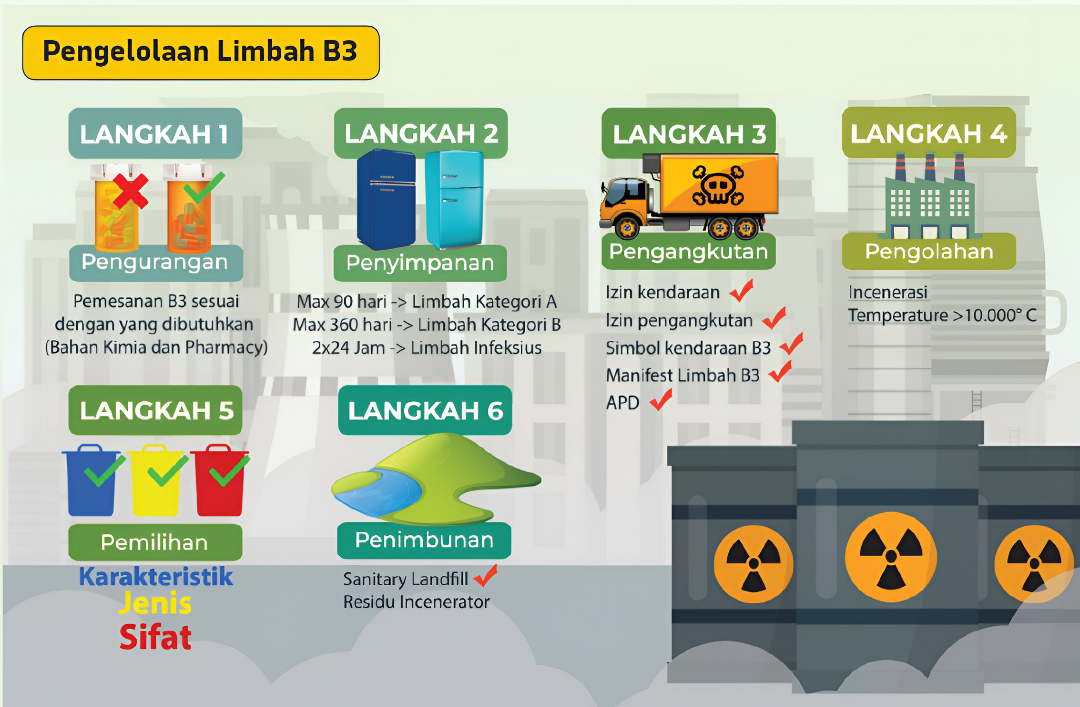 Pengelolaan Limbah B3
LANGKAH 1
Pengurangan
Pemesanan B3 sesuai
dengan yang dibutuhkan
(Bahan Kimia dan Pharmacy)
LANGKAH 2
Penyimpanan
Max 90 hari -> Limbah Kategori A
Max 360 hari -> Limbah Kategori B
2x24 Jam -> Limbah Infeksius
LANGKAH 3
Pengangkutan
Izin kendaraan
Izin pengangkutan
Simbol kendaraan B3
Manifest Limbah B3
APD
LANGKAH 4
Pengolahan
Incenerasi
Temperature >10.000° C
LANGKAH 5
Pemilihan
Karakteristik
Jenis
Sifat
LANGKAH 6
Penimbunan
Sanitary Landfill
Residu Incenerator